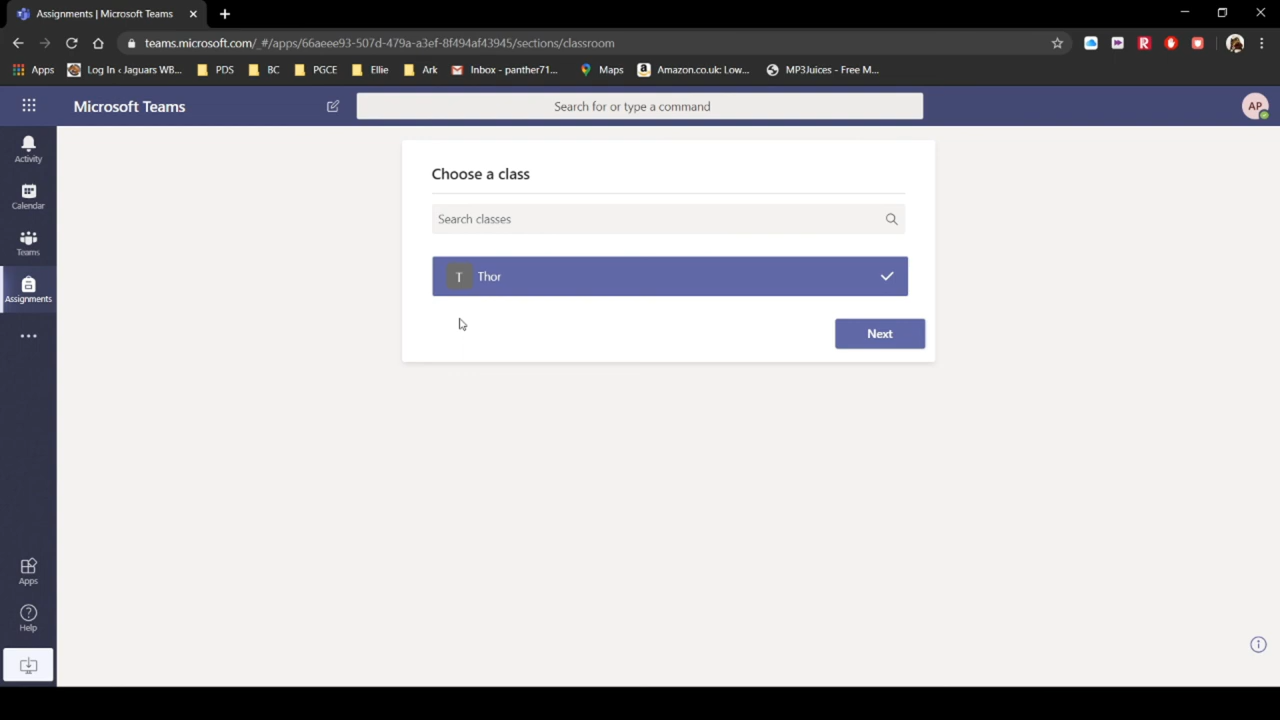 Assignments | Microsoft Teams
teams.microsoft.com/_#/apps/66aeee93-507d-479a-a3ef-8f494af43945/sections/classroom
Apps Log In ‹ Jaguars WB... PDS BC PGCE Ellie Ark Inbox - panther71... Maps Amazon.co.uk: Low... MP3Juices - Free M...
Microsoft Teams Search for or type a command AP
Activity
Calendar
Teams
Assignments
Choose a class
Search classes
T Thor
Next
Apps
Help